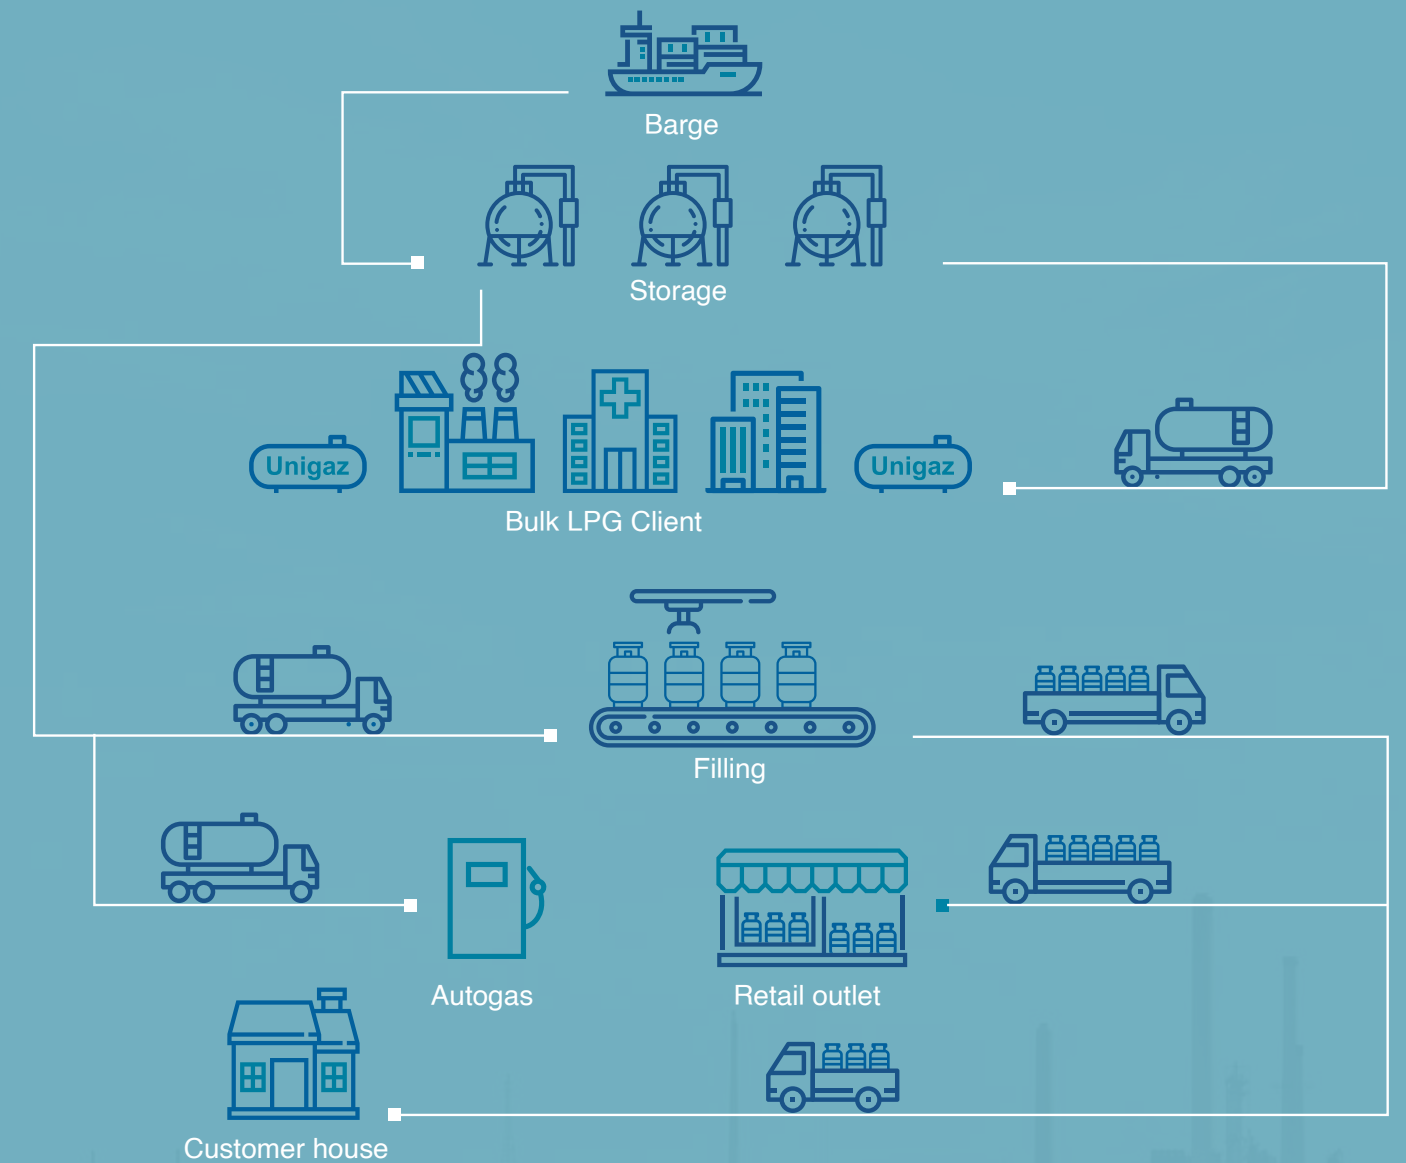 Barge
Storage
Unigaz
Unigaz
Bulk LPG Client
Filling
Autogas
Retail outlet
Customer house